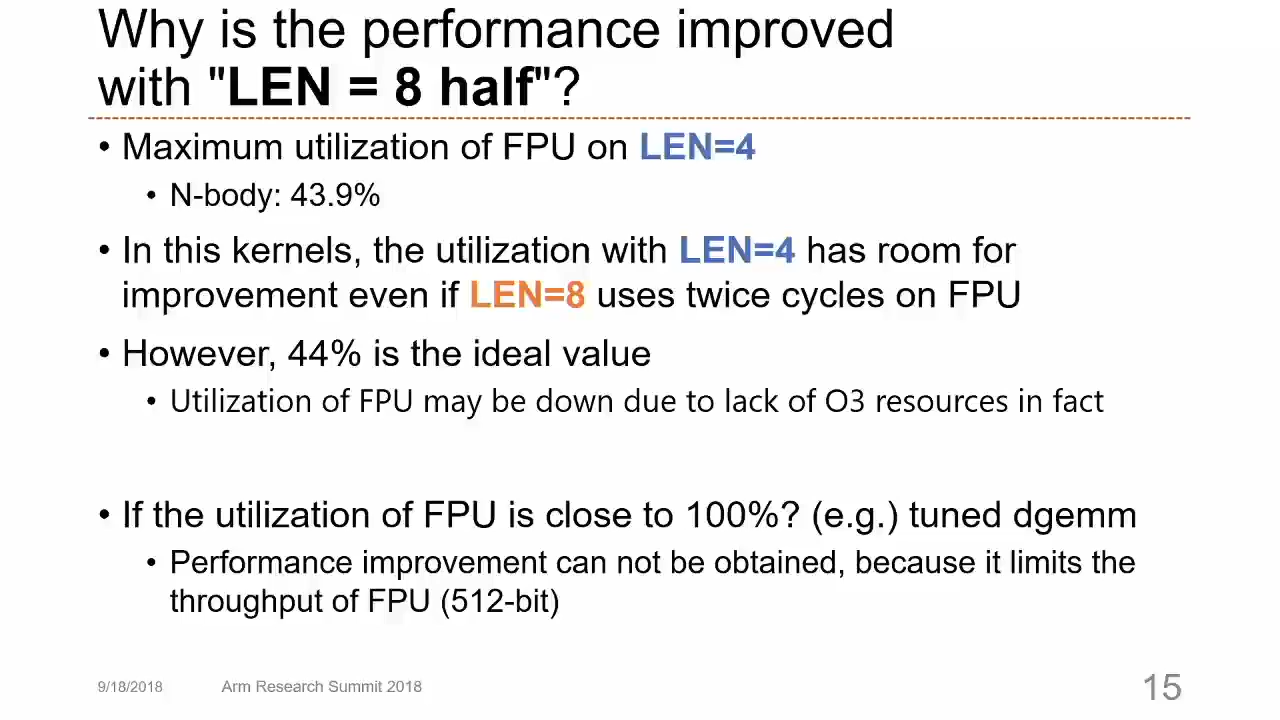 Why is the performance improved
with "LEN = 8 half"?
• Maximum utilization of FPU on LEN=4
• N-body: 43.9%
• In this kernels, the utilization with LEN=4 has room for
improvement even if LEN=8 uses twice cycles on FPU
• However, 44% is the ideal value
• Utilization of FPU may be down due to lack of O3 resources in fact
• If the utilization of FPU is close to 100%? (e.g.) tuned dgemm
• Performance improvement can not be obtained, because it limits the
throughput of FPU (512-bit)
9/18/2018 Arm Research Summit 2018 15